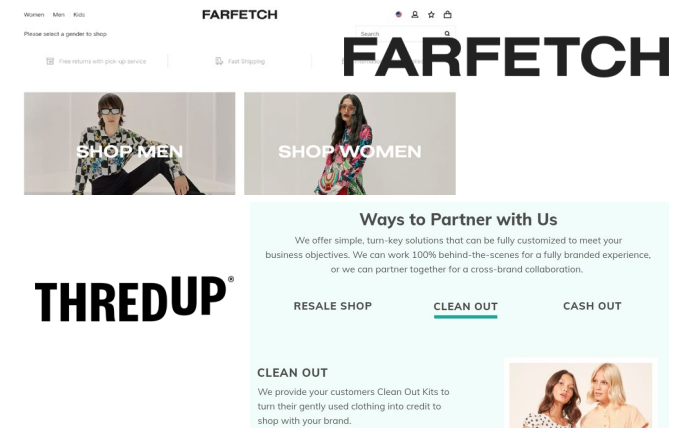 Women Men Kids
FARFETCH
Please select a gender to shop
Search
FARFETCH
Free returns with pick-up service
Fast Shipping
SHOP MEN
SHOP WOMEN
THREDUP®
Ways to Partner with Us
We offer simple, turn-key solutions that can be fully customized to meet your
business objectives. We can work 100% behind-the-scenes for a fully branded experience,
or we can partner together for a cross-brand collaboration.
RESALE SHOP
CLEAN OUT
CASH OUT
CLEAN OUT
We provide your customers Clean Out Kits to
turn their gently used clothing into credit to
shop with your brand.